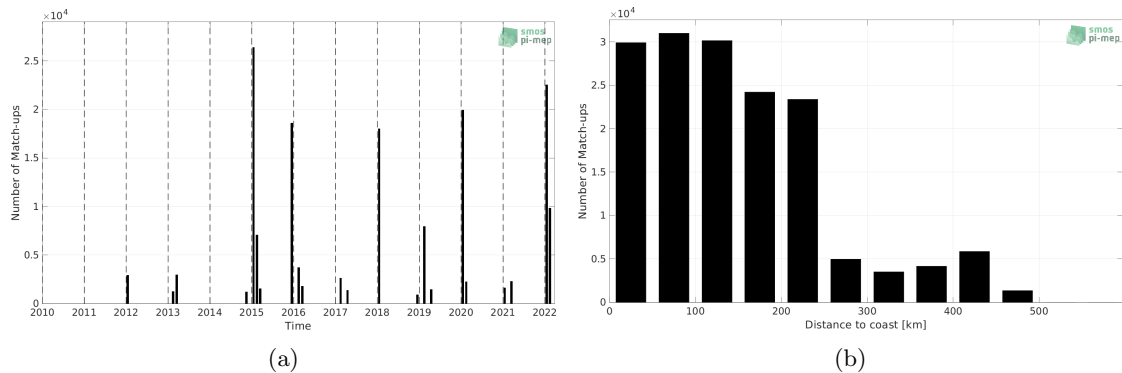 ×10⁴
smos
pi-mep
2.5
2
1.5
1
0.5
0
Number of Match-ups
2010 2011 2012 2013 2014 2015 2016 2017 2018 2019 2020 2021 2022
Time
(a)
×10⁴
smos
pi-mep
3
2.5
2
1.5
1
0.5
0
Number of Match-ups
0 100 200 300 400 500
Distance to coast [km]
(b)